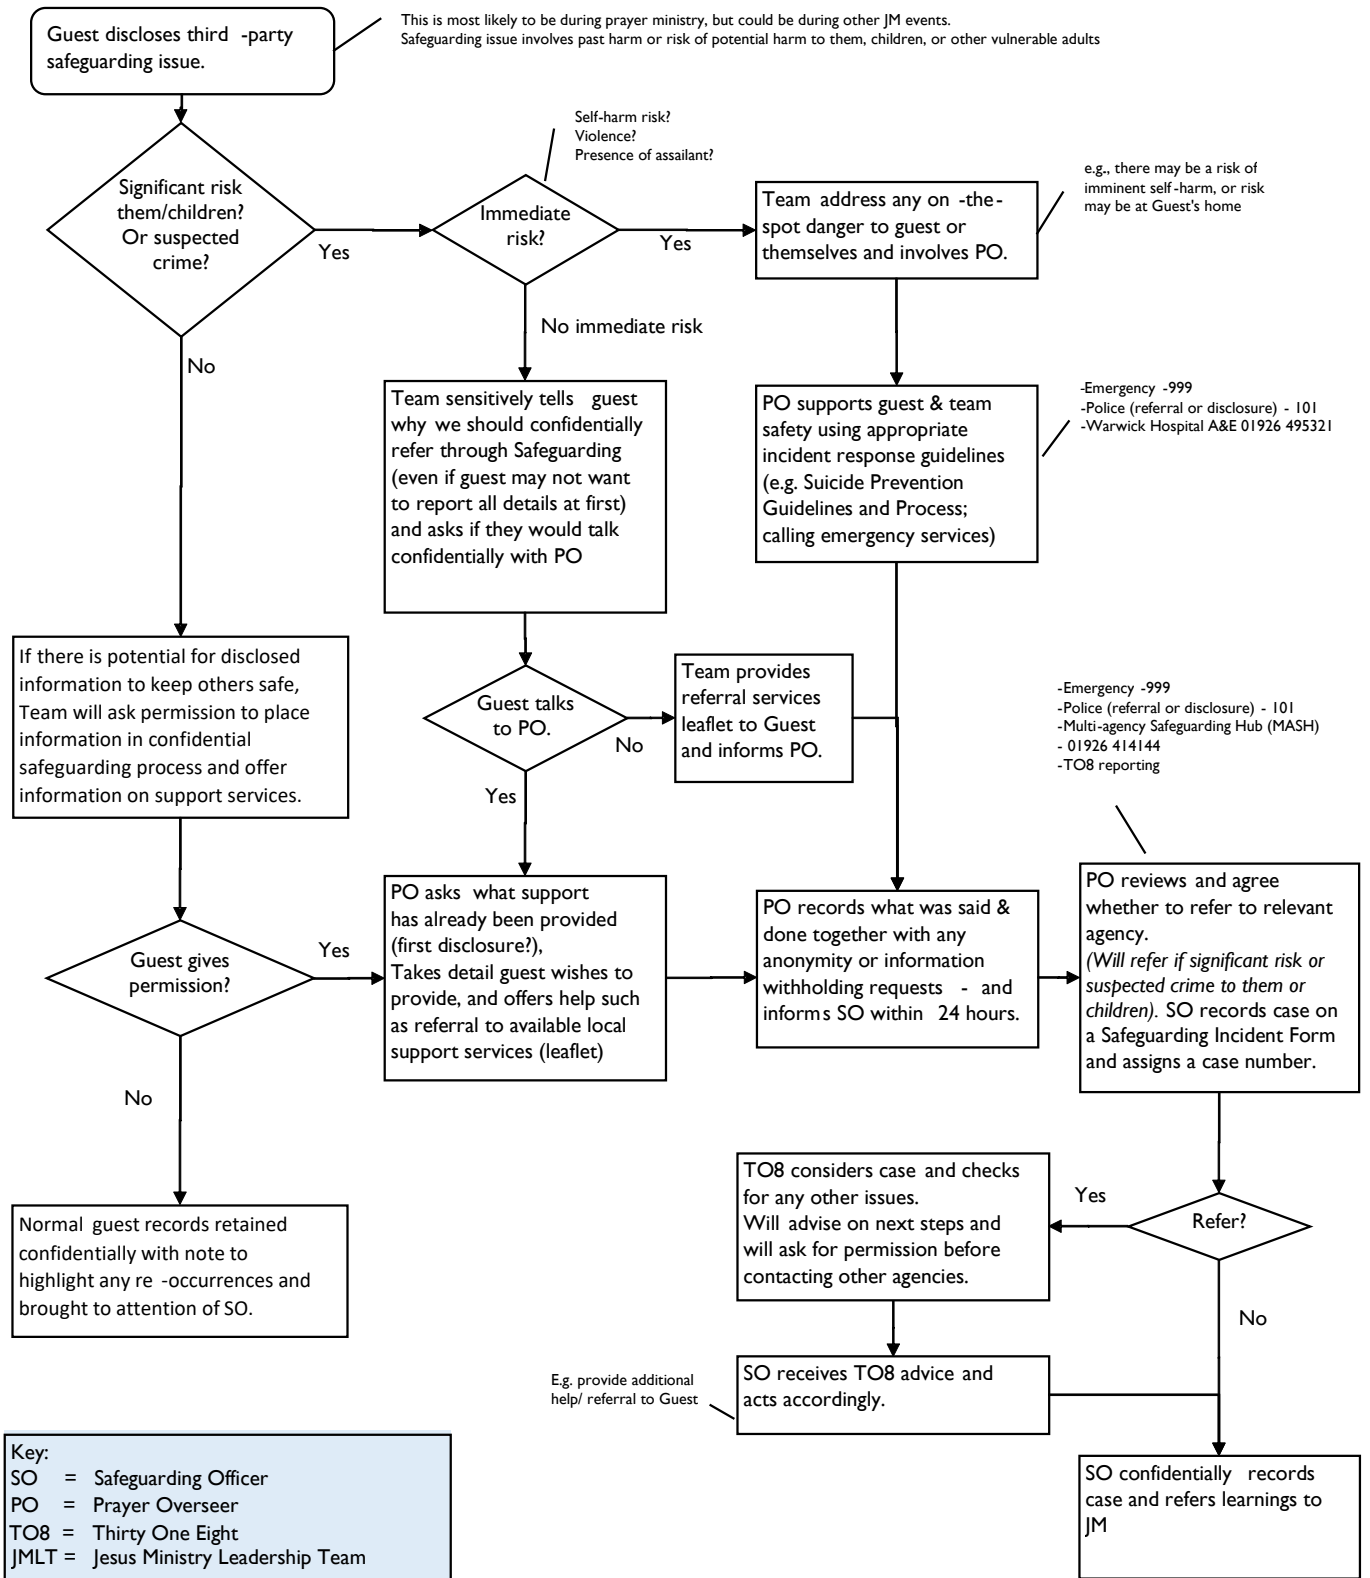 Guest discloses third -party
safeguarding issue.
This is most likely to be during prayer ministry, but could be during other JM events.
Safeguarding issue involves past harm or risk of potential harm to them, children, or other vulnerable adults
Significant risk
them/children?
Or suspected
crime?
Yes
No
Self-harm risk?
Violence?
Presence of assailant?
Immediate
risk?
Yes
No immediate risk
Team address any on -the-
spot danger to guest or
themselves and involves PO.
e.g., there may be a risk of
imminent self -harm, or risk
may be at Guest's home
Team sensitively tells guest
why we should confidentially
refer through Safeguarding
(even if guest may not want
to report all details at first)
and asks if they would talk
confidentially with PO
PO supports guest & team
safety using appropriate
incident response guidelines
(e.g. Suicide Prevention
Guidelines and Process;
calling emergency services)
-Emergency -999
-Police (referral or disclosure) - 101
-Warwick Hospital A&E 01926 495321
If there is potential for disclosed
information to keep others safe,
Team will ask permission to place
information in confidential
safeguarding process and offer
information on support services.
Guest talks
to PO.
No
Yes
Team provides
referral services
leaflet to Guest
and informs PO.
-Emergency -999
-Police (referral or disclosure) - 101
-Multi-agency Safeguarding Hub (MASH)
- 01926 414144
-TO8 reporting
Guest gives
permission?
Yes
No
PO asks what support
has already been provided
(first disclosure?),
Takes detail guest wishes to
provide, and offers help such
as referral to available local
support services (leaflet)
PO records what was said &
done together with any
anonymity or information
withholding requests - and
informs SO within 24 hours.
PO reviews and agree
whether to refer to relevant
agency.
(Will refer if significant risk or
suspected crime to them or
children). SO records case on
a Safeguarding Incident Form
and assigns a case number.
Normal guest records retained
confidentially with note to
highlight any re -occurrences and
brought to attention of SO.
TO8 considers case and checks
for any other issues.
Will advise on next steps and
will ask for permission before
contacting other agencies.
Yes
Refer?
No
E.g. provide additional
help/ referral to Guest
SO receives TO8 advice and
acts accordingly.
SO confidentially records
case and refers learnings to
JM
Key:
SO = Safeguarding Officer
PO = Prayer Overseer
TO8 = Thirty One Eight
JMLT = Jesus Ministry Leadership Team